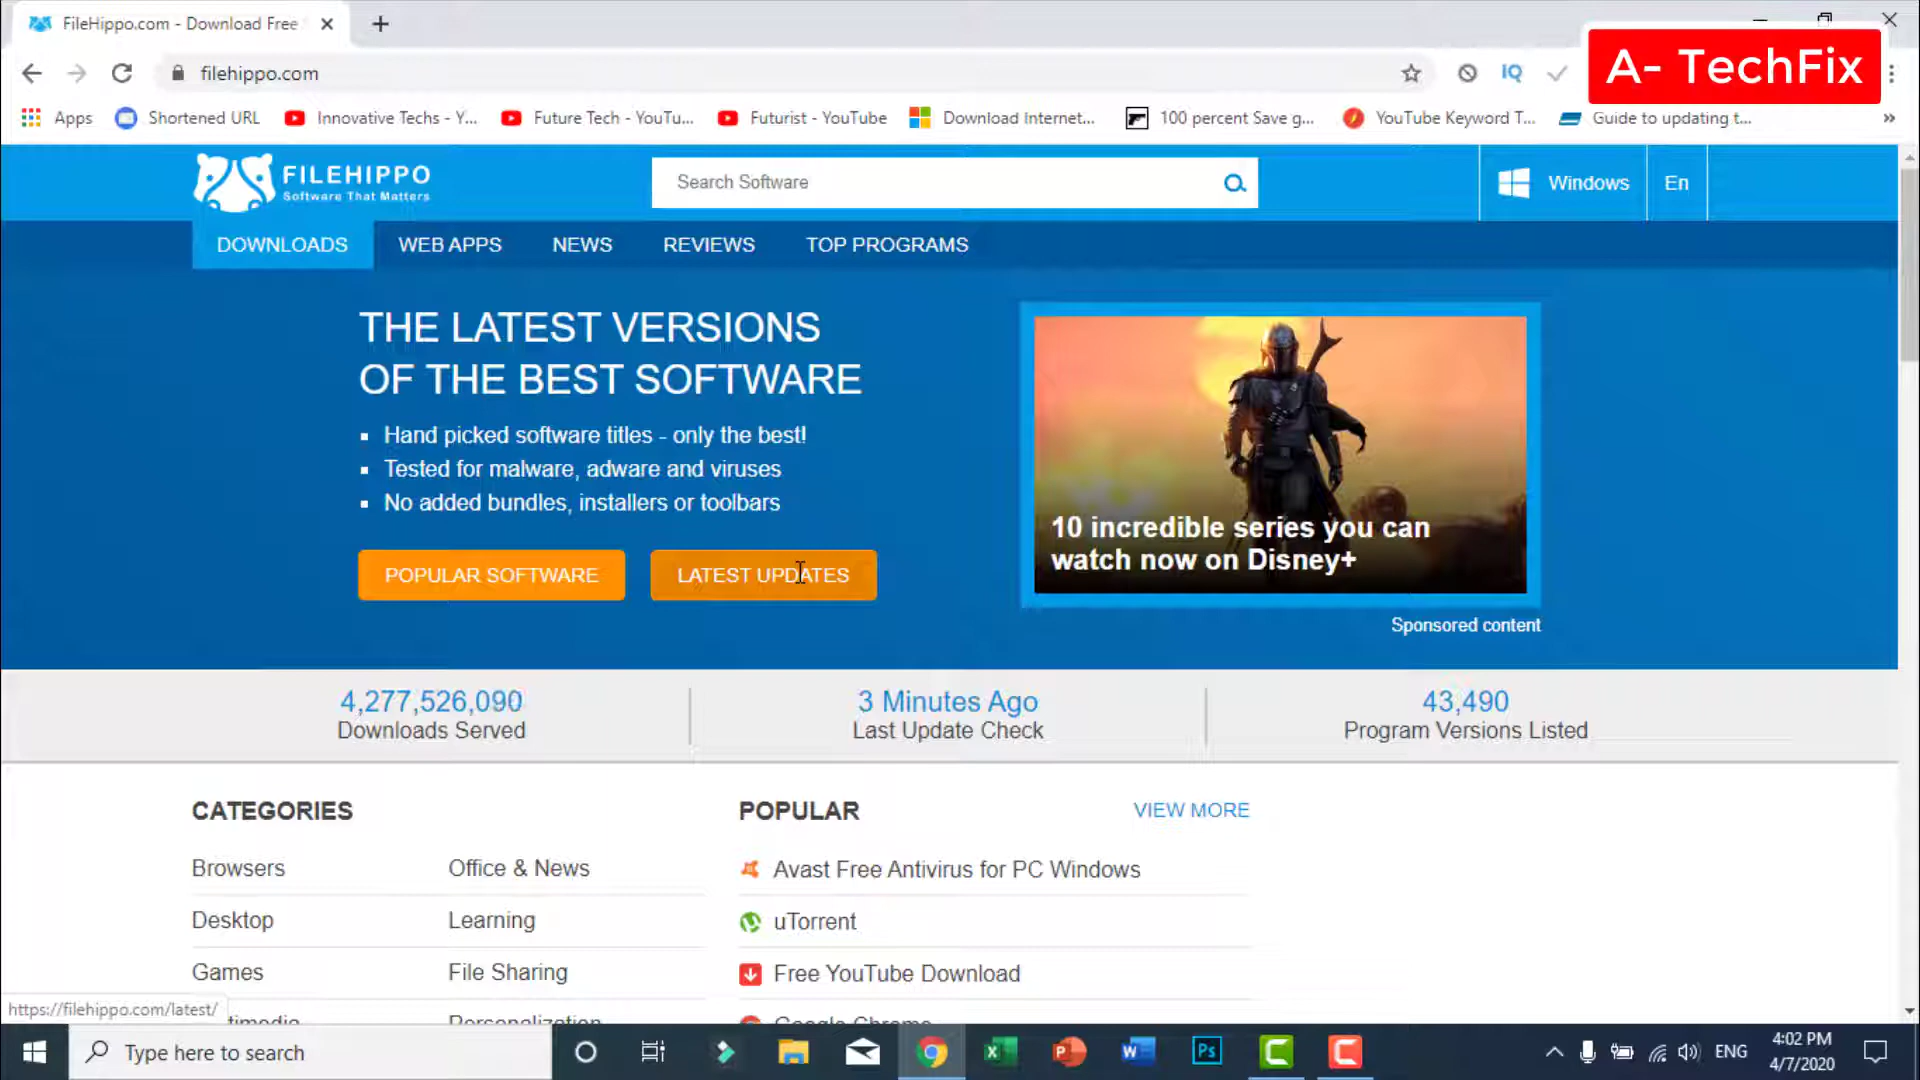 FileHippo.com - Download Free
filehippo.com
IQ
A- TechFix
Apps
Shortened URL
Innovative Techs - Y...
Future Tech - YouTu...
Futurist - YouTube
Download Internet...
100 percent Save g...
YouTube Keyword T...
Guide to updating t...
»
FILEHIPPO
Software That Matters
Search Software
Windows
En
DOWNLOADS
WEB APPS
NEWS
REVIEWS
TOP PROGRAMS
THE LATEST VERSIONS
OF THE BEST SOFTWARE
Hand picked software titles - only the best!
Tested for malware, adware and viruses
No added bundles, installers or toolbars
POPULAR SOFTWARE
LATEST UPDATES
10 incredible series you can
watch now on Disney+
Sponsored content
4,277,526,090
Downloads Served
3 Minutes Ago
Last Update Check
43,490
Program Versions Listed
CATEGORIES
Browsers
Office & News
Desktop
Learning
Games
File Sharing
Personalization
POPULAR
VIEW MORE
Avast Free Antivirus for PC Windows
uTorrent
Free YouTube Download
Google Chrome
https://filehippo.com/latest/
Type here to search
Ps
ENG
4:02 PM
4/7/2020